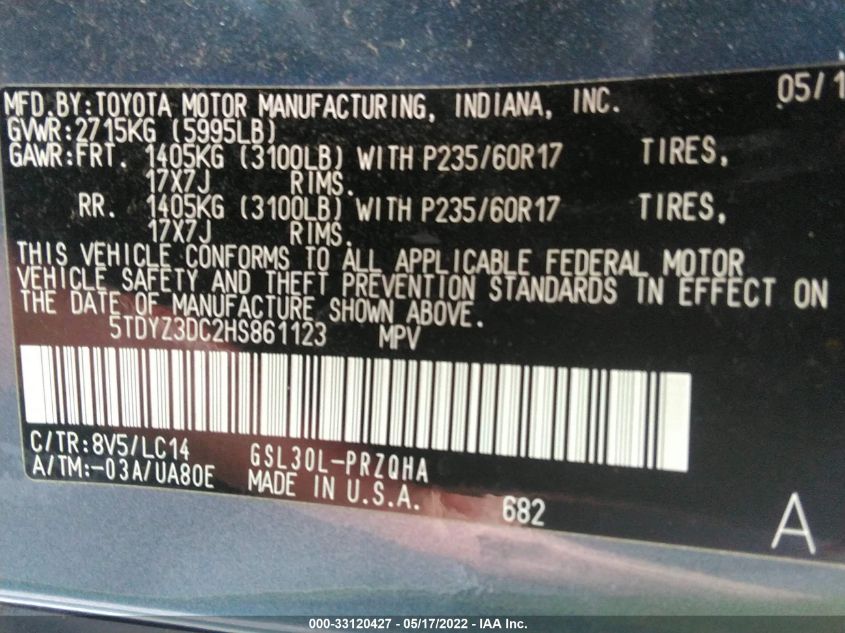 MFD.BY:TOYOTA MOTOR MANUFACTURING, INDIANA, INC. 05/1
GVWR:2715KG (5995LB)
GAWR:FRT. 1405KG (3100LB) WITH P235/60R17 TIRES,
17X7J RIMS.
RR. 1405KG (3100LB) WITH P235/60R17 TIRES,
17X7J RIMS.
THIS VEHICLE CONFORMS TO ALL APPLICABLE FEDERAL MOTOR
VEHICLE SAFETY AND THEFT PREVENTION STANDARDS IN EFFECT ON
THE DATE OF MANUFACTURE SHOWN ABOVE.
5TDYZ3DC2HS861123 MPV
C/TR:8V5/LC14 GSL30L-PRZQHA
A/TM:-03A/UA80E MADE IN U.S.A. 682 A
000-33120427 - 05/17/2022 - IAA Inc.